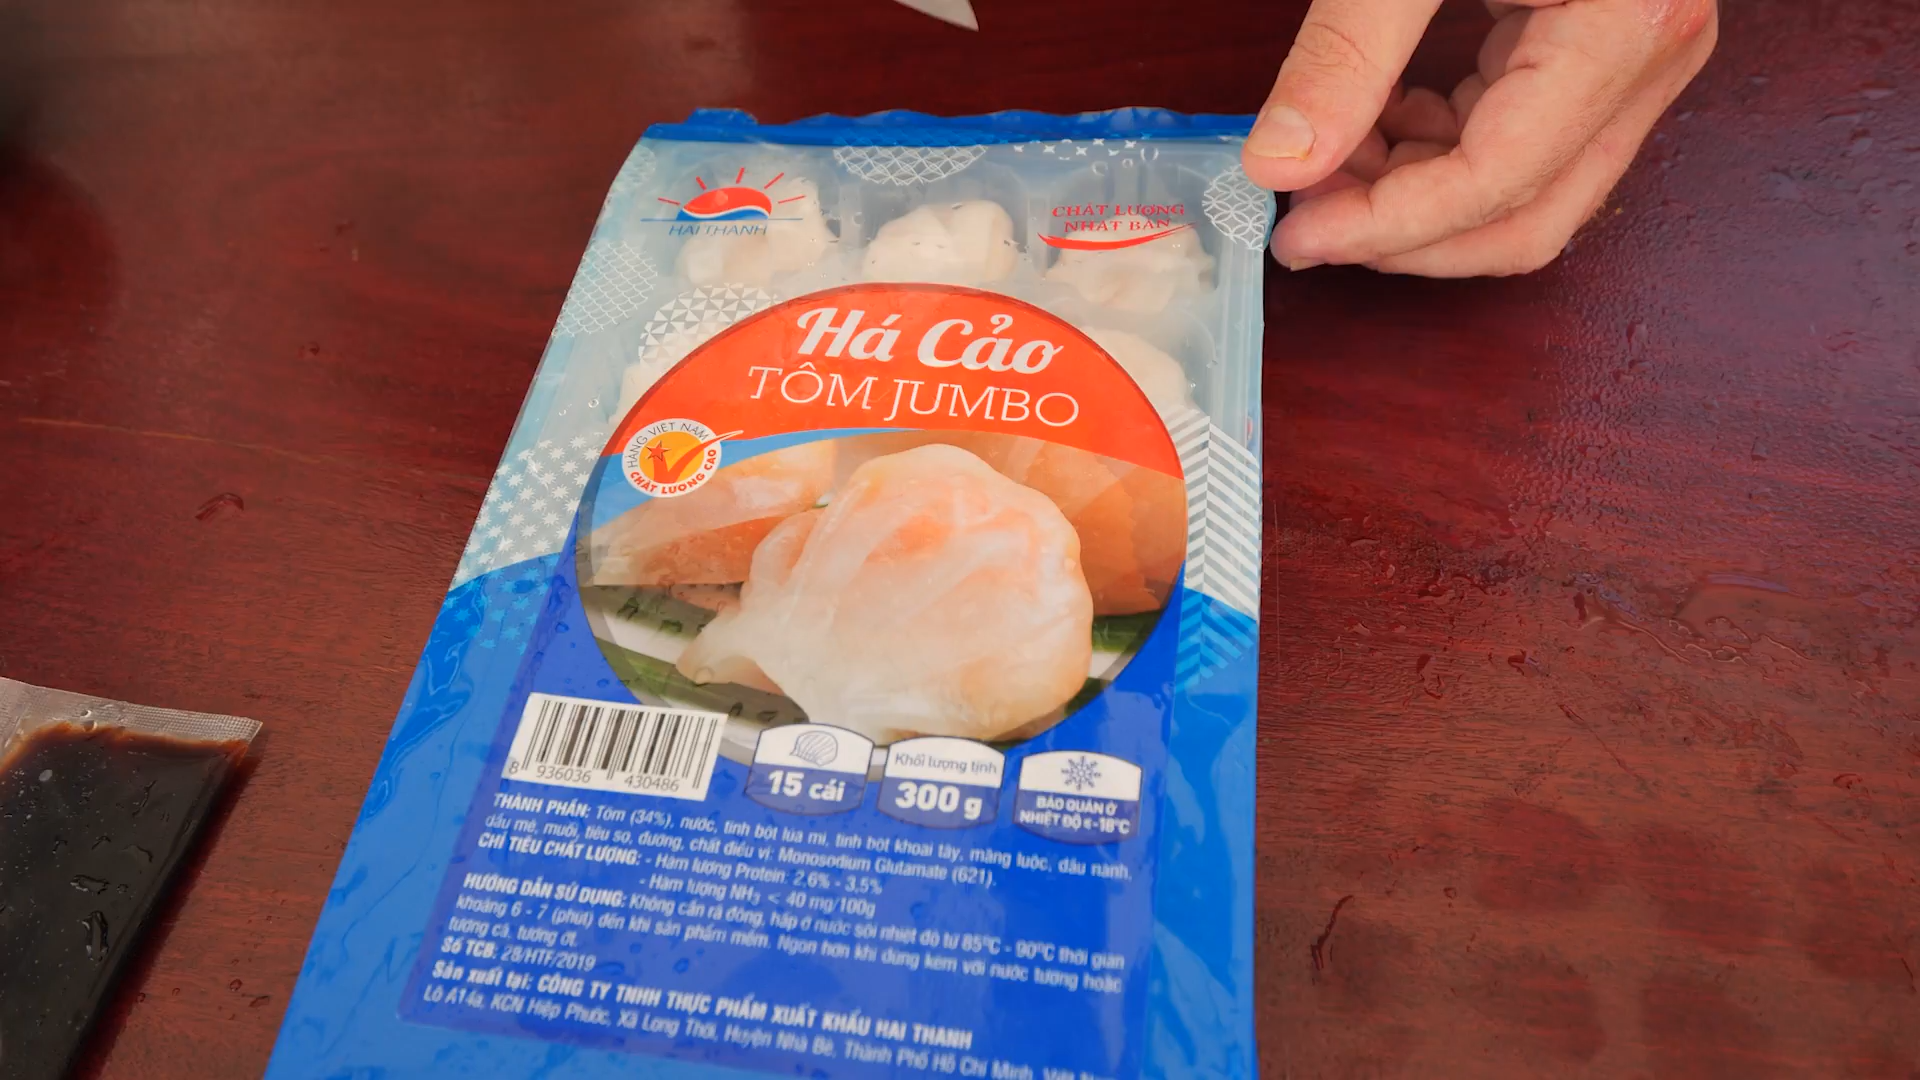 HẢI THANH
CHẤT LƯỢNG
NHẬT BẢN
Há Cảo
TÔM JUMBO
HÀNG VIỆT NAM
CHẤT LƯỢNG CAO
8 936036 430486
15 cái
Khối lượng tịnh
300 g
BẢO QUẢN Ở
NHIỆT ĐỘ ≤ -18°C
THÀNH PHẦN: Tôm (34%), nước, tinh bột lúa mì, tinh bột khoai tây, măng luộc, dầu nành,
dầu mè, muối, tiêu sọ, đường, chất điều vị: Monosodium Glutamate (621).
CHỈ TIÊU CHẤT LƯỢNG: - Hàm lượng Protein: 2,6% - 3,5%
- Hàm lượng NH₃ < 40 mg/100g
HƯỚNG DẪN SỬ DỤNG: Không cần rã đông, hấp ở nước sôi nhiệt độ từ 85°C - 90°C thời gian
khoảng 6 - 7 (phút) đến khi sản phẩm mềm. Ngon hơn khi dùng kèm với nước tương hoặc
tương cà, tương ớt.
Số TCB: 28/HTF/2019
Sản xuất tại: CÔNG TY TNHH THỰC PHẨM XUẤT KHẨU HAI THANH
Lô A14a, KCN Hiệp Phước, Xã Long Thới, Huyện Nhà Bè, Thành Phố Hồ Chí Minh, Việt